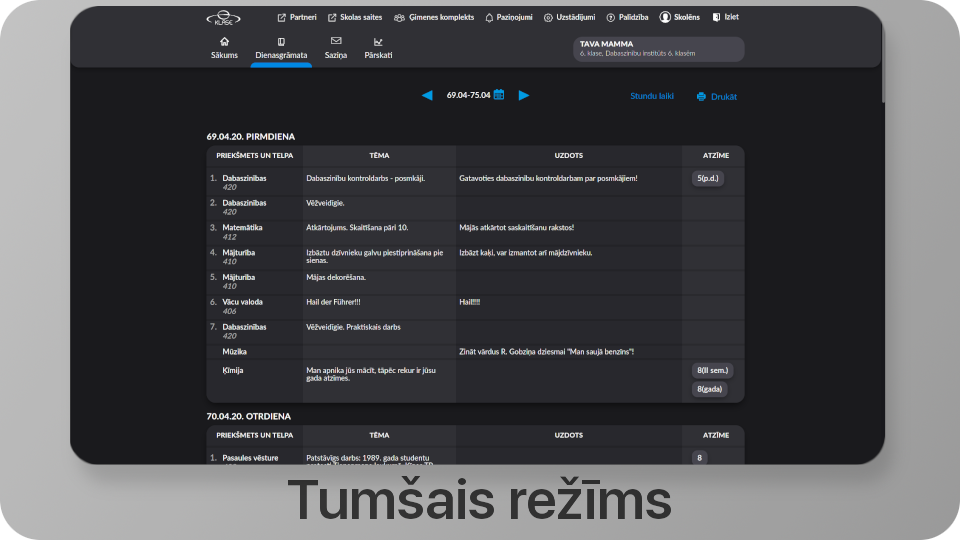 KLASE Partneri Skolas saites Ģimenes komplekts Paziņojumi Uzstādījumi Palīdzība Skolēns Iziet
Sākums Dienasgrāmata Saziņa Pārskati
TAVA MAMMA
6. klase, Dabaszinību institūts 6. klasēm
69.04-75.04 Stundu laiki Drukāt
69.04.20. PIRMDIENA
PRIEKŠMETS UN TELPA TĒMA UZDOTS ATZĪME
1. Dabaszinības Dabaszinību kontroldarbs - posmkāji. Gatavoties dabaszinību kontroldarbam par posmkājiem! 5(p.d.)
420
2. Dabaszinības Vēžveidīgie.
420
3. Matemātika Atkārtojums. Skaitīšana pāri 10. Mājās atkārtot saskaitīšanu rakstos!
412
4. Mājturība Izbāztu dzīvnieku galvu piestiprināšana pie Izbāzt kaķi, var izmantot arī mājdzīvnieku.
410 sienas.
5. Mājturība Mājas dekorēšana.
410
6. Vācu valoda Hail der Führer!!! Hail!!!!
406
7. Dabaszinības Vēžveidīgie. Praktiskais darbs
420
Mūzika Zināt vārdus R. Gobziņa dziesmai "Man saujā benzīns"!
Ķīmija Man apnika jūs mācīt, tāpēc rekur ir jūsu 8(II sem.)
gada atzīmes.
8(gada)
70.04.20. OTRDIENA
PRIEKŠMETS UN TELPA TĒMA UZDOTS ATZĪME
1. Pasaules vēsture Patstāvīgs darbs: 1989. gada studentu 8
Tumšais režīms